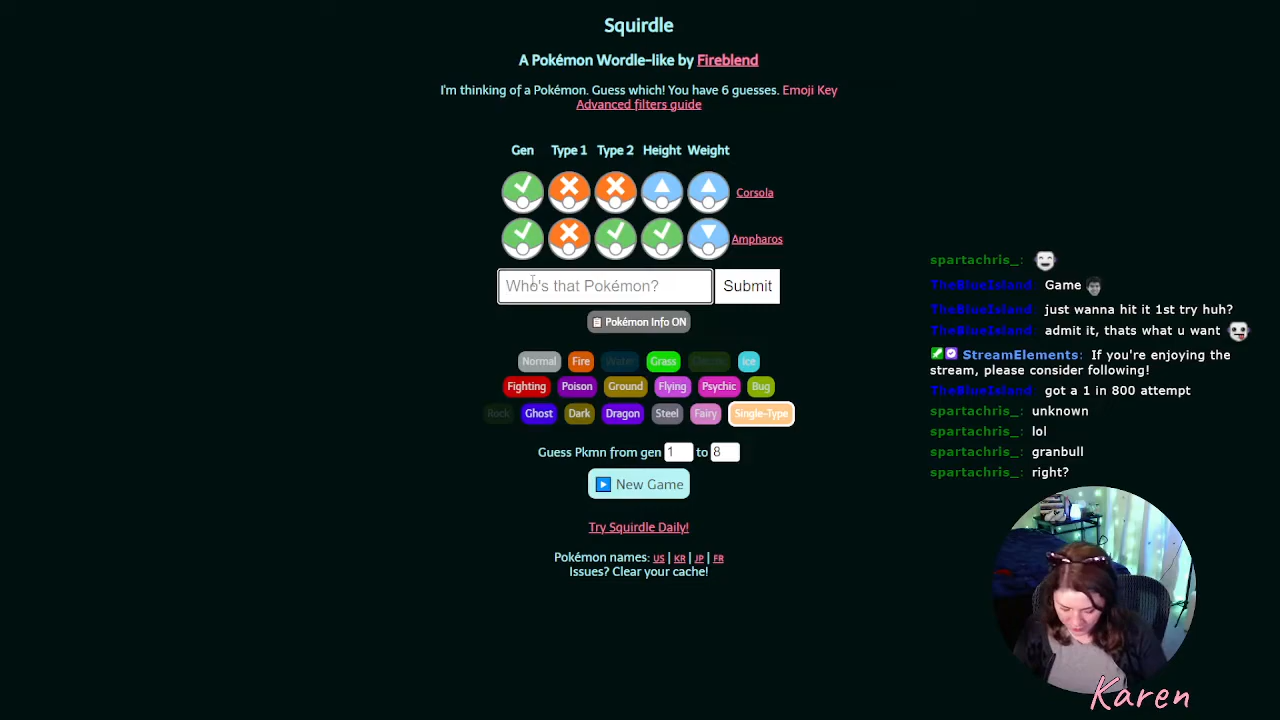 Squirdle
A Pokémon Wordle-like by Fireblend
I'm thinking of a Pokémon. Guess which! You have 6 guesses. Emoji Key
Advanced filters guide
Gen Type 1 Type 2 Height Weight
Corsola
Ampharos
Who's that Pokémon? Submit
Pokémon Info ON
Normal Fire Water Grass Electric Ice
Fighting Poison Ground Flying Psychic Bug
Rock Ghost Dark Dragon Steel Fairy Single-Type
Guess Pkmn from gen 1 to 8
New Game
Try Squirdle Daily!
Pokémon names: US | KR | JP | FR
Issues? Clear your cache!
spartachris_:
TheBlueIsland: Game
TheBlueIsland: just wanna hit it 1st try huh?
TheBlueIsland: admit it, thats what u want
StreamElements: If you're enjoying the
stream, please consider following!
TheBlueIsland: got a 1 in 800 attempt
spartachris_: unknown
spartachris_: lol
spartachris_: granbull
spartachris_: right?
Karen